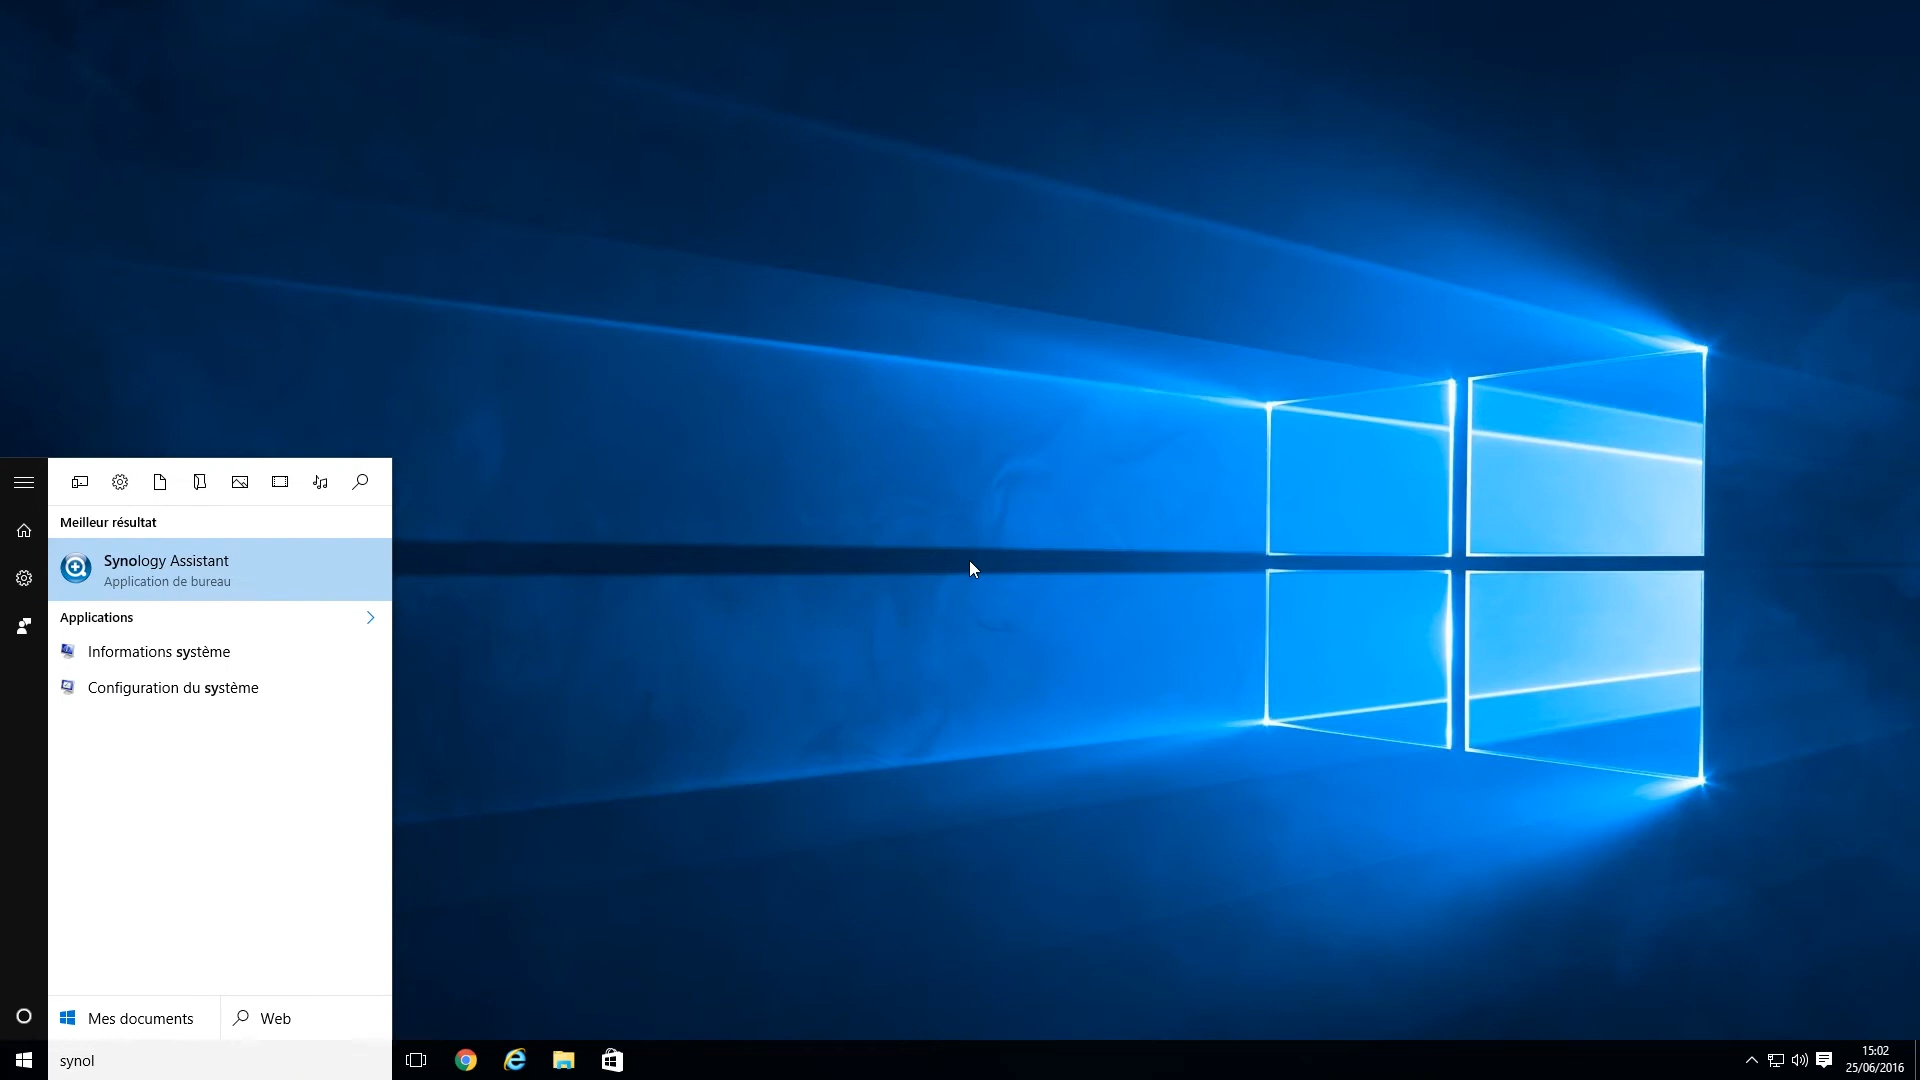 Meilleur résultat
Synology Assistant
Application de bureau
Applications
Informations système
Configuration du système
Mes documents
Web
synol
15:02
25/06/2016